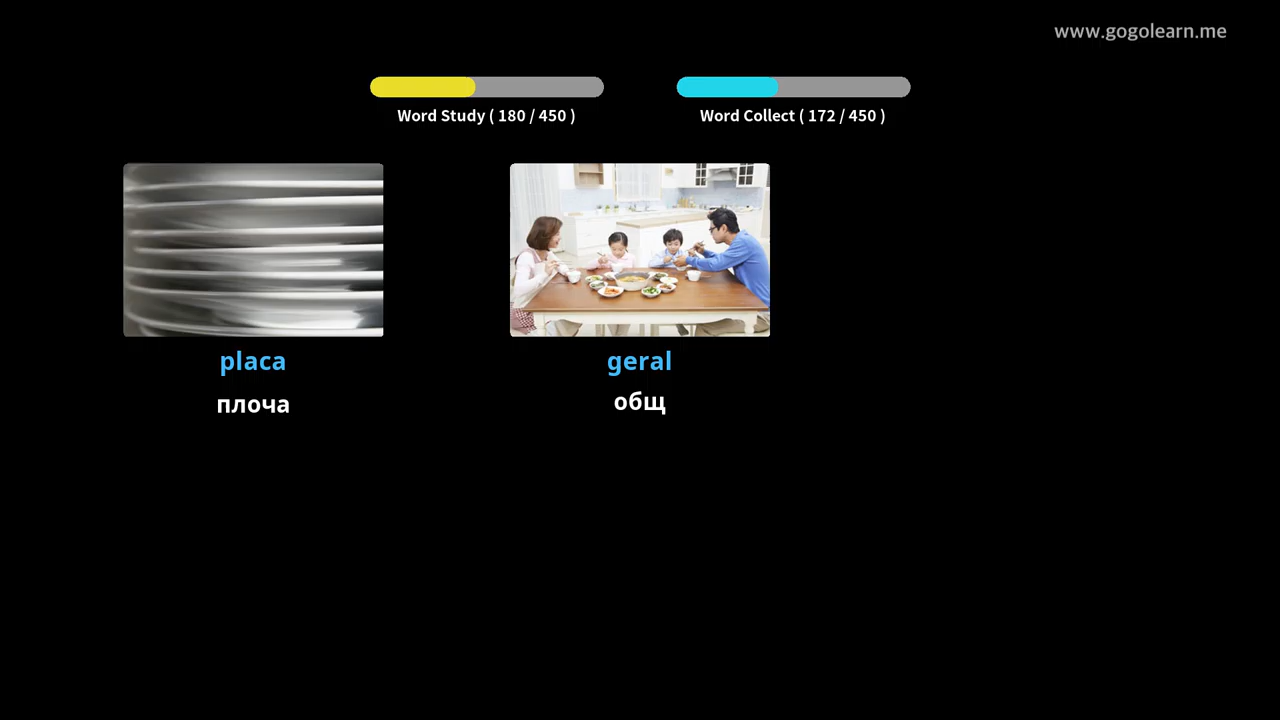 www.gogolearn.me
Word Study ( 180 / 450 )
Word Collect ( 172 / 450 )
placa
плоча
geral
общ